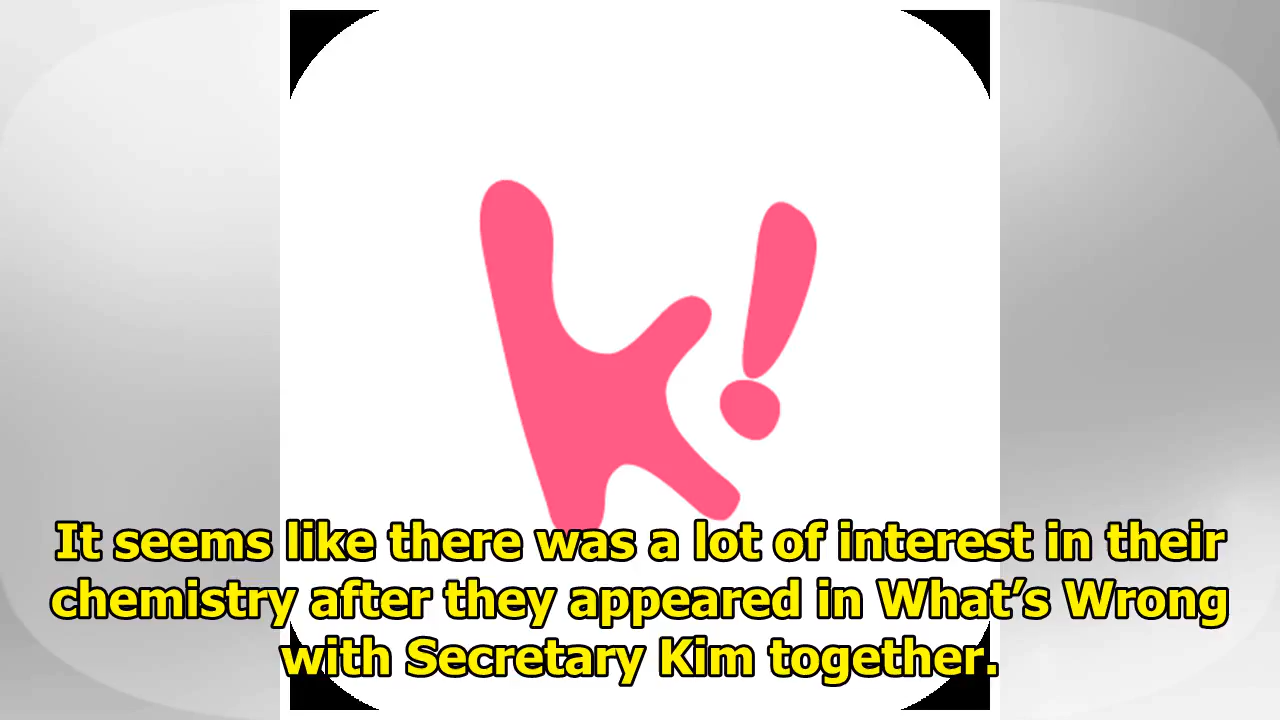 k!
It seems like there was a lot of interest in their
chemistry after they appeared in What’s Wrong
with Secretary Kim together.